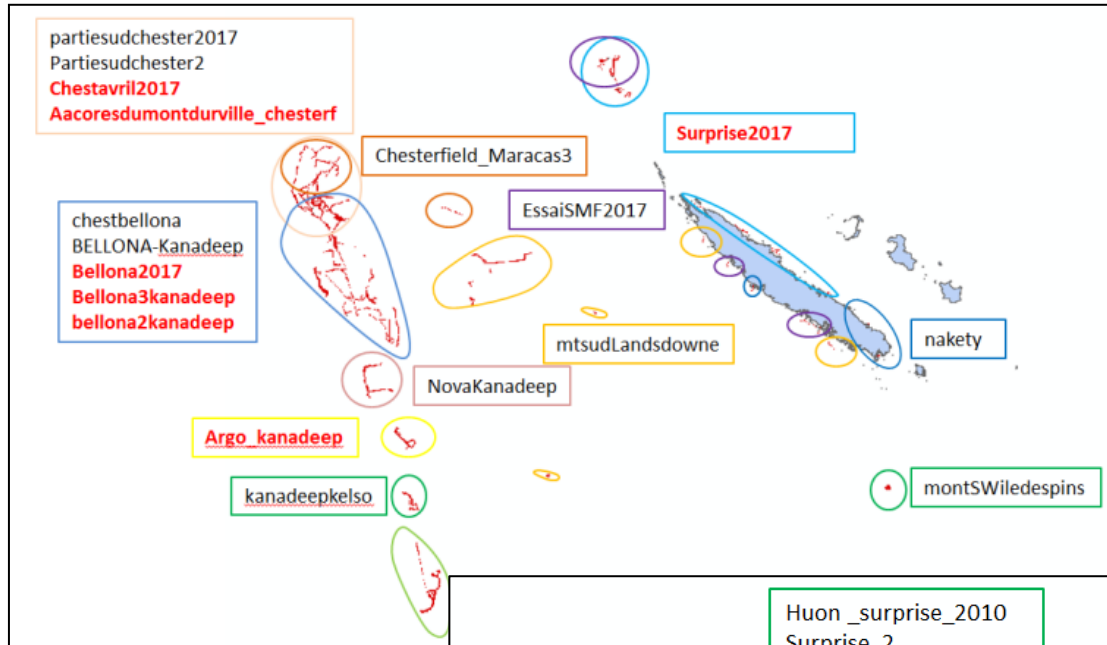 partiesudchester2017
Partiesudchester2
Chestavril2017
Aacoresdumontdurville_chesterf
Chesterfield_Maracas3
Surprise2017
EssaiSMF2017
chestbellona
BELLONA-Kanadeep
Bellona2017
Bellona3kanadeep
bellona2kanadeep
mtsudLandsdowne
nakety
NovaKanadeep
Argo_kanadeep
kanadeepkelso
montSWiledespins
Huon _surprise_2010
Surprise_2